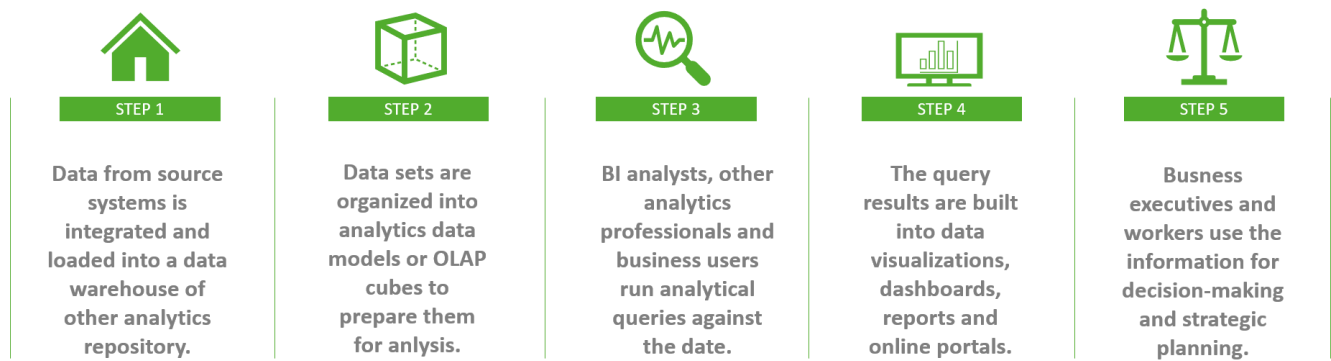 STEP 1
Data from source
systems is
integrated and
loaded into a data
warehouse of
other analytics
repository.
STEP 2
Data sets are
organized into
analytics data
models or OLAP
cubes to
prepare them
for anlysis.
STEP 3
BI analysts, other
analytics
professionals and
business users
run analytical
queries against
the date.
STEP 4
The query
results are built
into data
visualizations,
dashboards,
reports and
online portals.
STEP 5
Busness
executives and
workers use the
information for
decision-making
and strategic
planning.